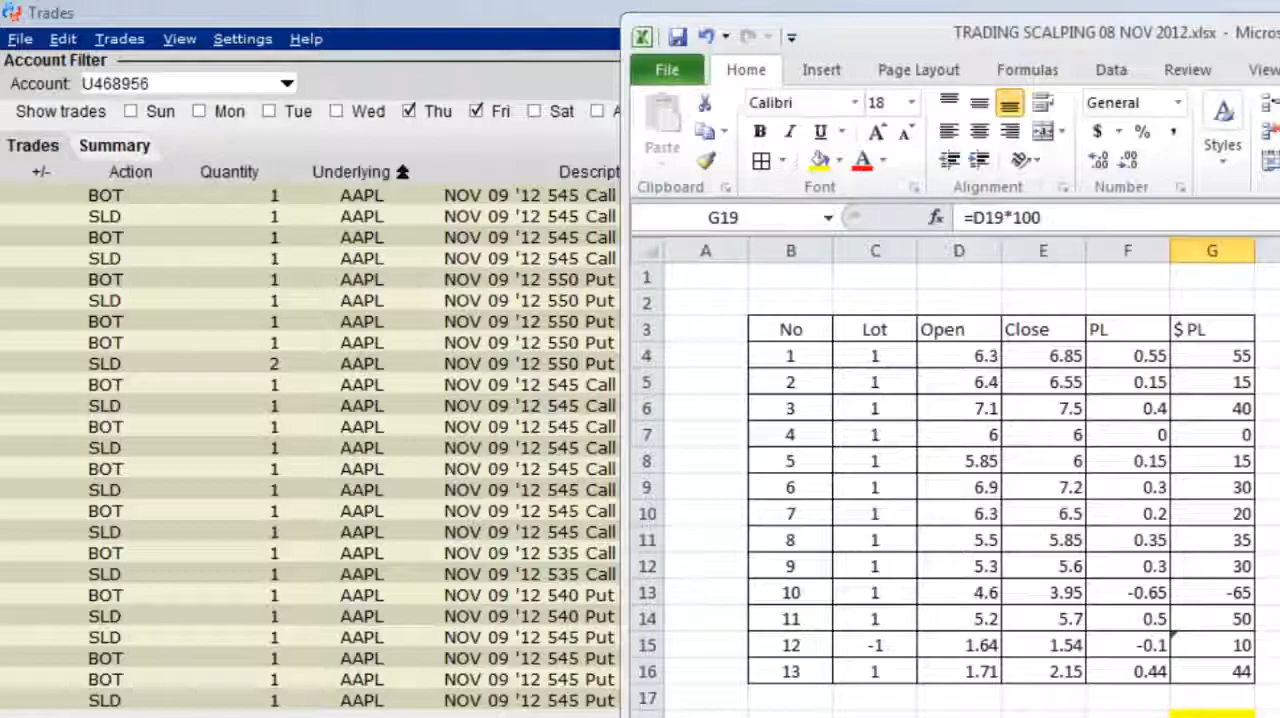 Trades
File Edit Trades View Settings Help
Account Filter
Account: U468956
Show trades Sun Mon Tue Wed Thu Fri Sat
Trades Summary
+/- Action Quantity Underlying Descript
BOT 1 AAPL NOV 09 '12 545 Call
SLD 1 AAPL NOV 09 '12 545 Call
BOT 1 AAPL NOV 09 '12 545 Call
SLD 1 AAPL NOV 09 '12 545 Call
BOT 1 AAPL NOV 09 '12 550 Put
SLD 1 AAPL NOV 09 '12 550 Put
BOT 1 AAPL NOV 09 '12 550 Put
BOT 1 AAPL NOV 09 '12 550 Put
SLD 2 AAPL NOV 09 '12 550 Put
BOT 1 AAPL NOV 09 '12 545 Call
SLD 1 AAPL NOV 09 '12 545 Call
BOT 1 AAPL NOV 09 '12 545 Call
SLD 1 AAPL NOV 09 '12 545 Call
BOT 1 AAPL NOV 09 '12 545 Call
SLD 1 AAPL NOV 09 '12 545 Call
BOT 1 AAPL NOV 09 '12 545 Call
SLD 1 AAPL NOV 09 '12 545 Call
BOT 1 AAPL NOV 09 '12 535 Call
SLD 1 AAPL NOV 09 '12 535 Call
BOT 1 AAPL NOV 09 '12 540 Put
SLD 1 AAPL NOV 09 '12 540 Put
SLD 1 AAPL NOV 09 '12 545 Put
BOT 1 AAPL NOV 09 '12 545 Put
BOT 1 AAPL NOV 09 '12 545 Put
SLD 1 AAPL NOV 09 '12 545 Put
TRADING SCALPING 08 NOV 2012.xlsx - Micros
File Home Insert Page Layout Formulas Data Review View
Paste Calibri 18 General Styles
B I U A A $ % ,
Clipboard Font Alignment Number
G19 fx =D19*100
A B C D E F G
1
2
3 No Lot Open Close PL $ PL
4 1 1 6.3 6.85 0.55 55
5 2 1 6.4 6.55 0.15 15
6 3 1 7.1 7.5 0.4 40
7 4 1 6 6 0 0
8 5 1 5.85 6 0.15 15
9 6 1 6.9 7.2 0.3 30
10 7 1 6.3 6.5 0.2 20
11 8 1 5.5 5.85 0.35 35
12 9 1 5.3 5.6 0.3 30
13 10 1 4.6 3.95 -0.65 -65
14 11 1 5.2 5.7 0.5 50
15 12 -1 1.64 1.54 -0.1 10
16 13 1 1.71 2.15 0.44 44
17